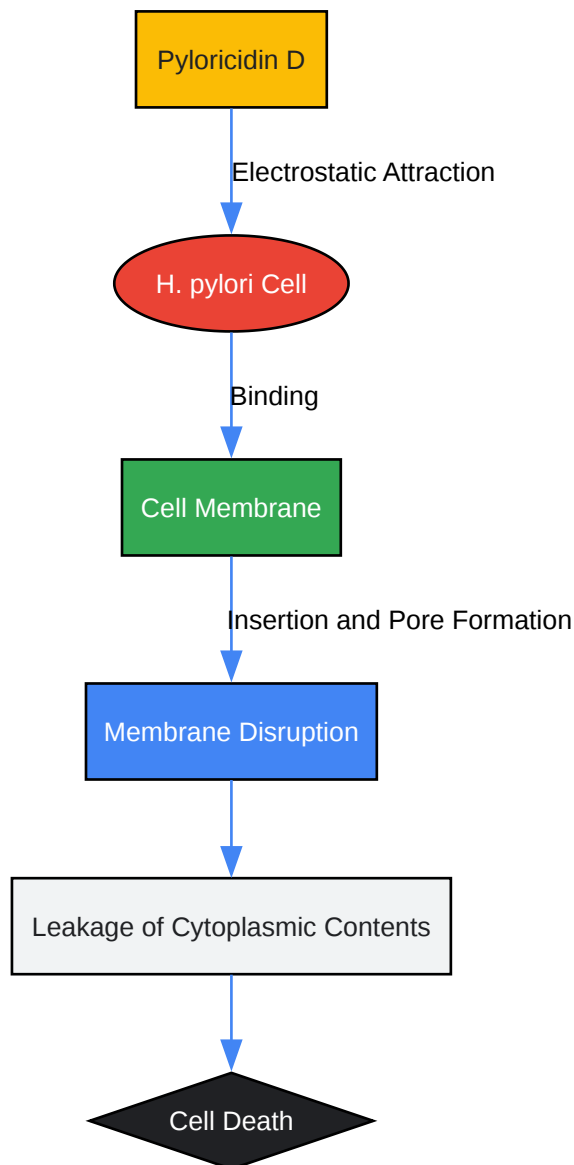 Pyloricidin D
Electrostatic Attraction
H. pylori Cell
Binding
Cell Membrane
Insertion and Pore Formation
Membrane Disruption
Leakage of Cytoplasmic Contents
Cell Death